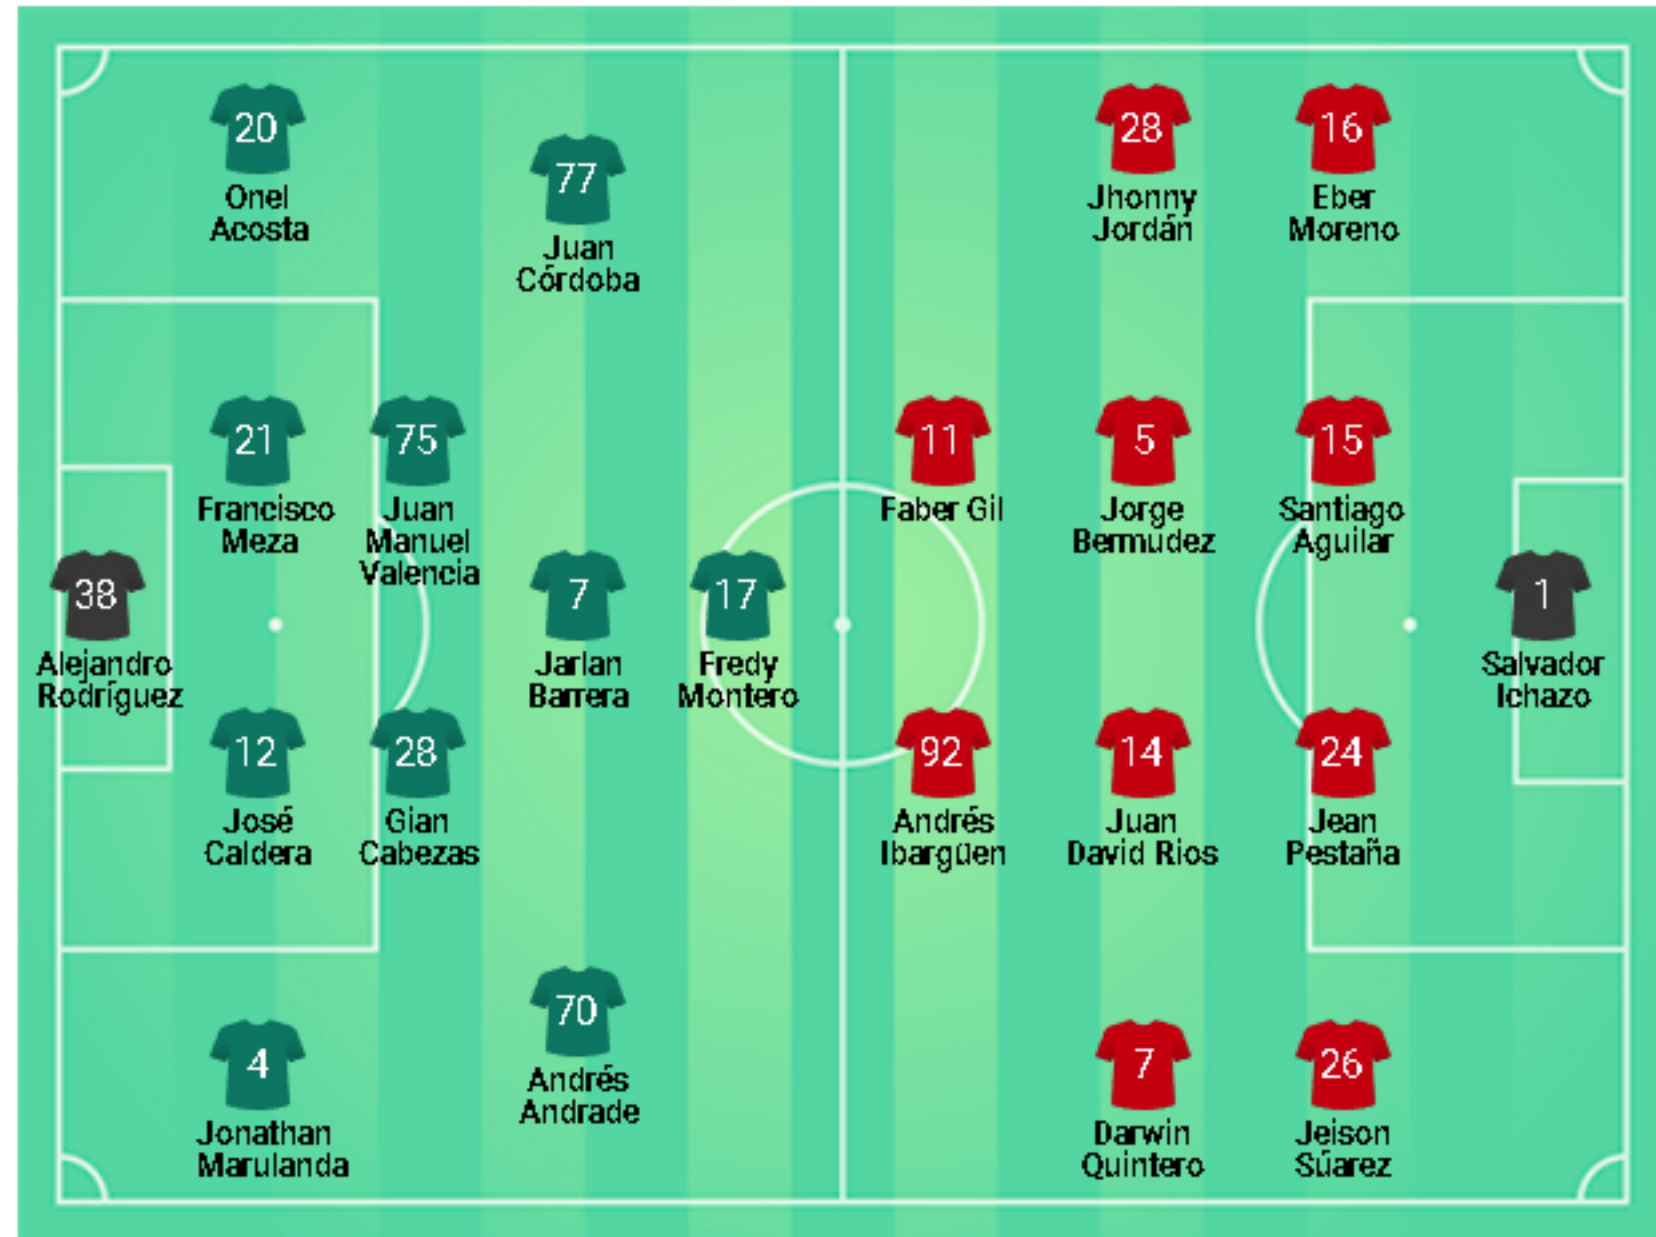 20
Onel
Acosta
77
Juan
Córdoba
28
Jhonny
Jordán
16
Eber
Moreno
21
Francisco
Meza
75
Juan
Manuel
Valencia
11
Faber Gil
5
Jorge
Bermudez
15
Santiago
Aguilar
38
Alejandro
Rodríguez
7
Jarlan
Barrera
17
Fredy
Montero
1
Salvador
Ichazo
12
José
Caldera
28
Gian
Cabezas
92
Andrés
Ibargüen
14
Juan
David Rios
24
Jean
Pestaña
4
Jonathan
Marulanda
70
Andrés
Andrade
7
Darwin
Quintero
26
Jeison
Súarez